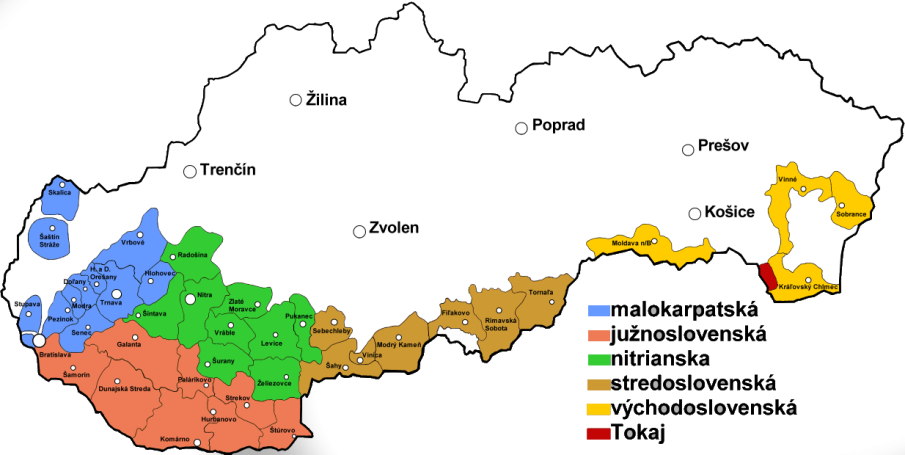 Žilina
Poprad
Prešov
Trenčín
Vinné
Skalica
Sobrance
Košice
Šaštín
Stráže
Zvolen
Vrbové
Moldava n/B
Radošina
H. a D.
Orešany
Hlohovec
Doľany
Kráľovský Chlmec
Tornaľa
Nitra
Zlaté
Moravce
Stupava
Modra
Trnava
Pezinok
Šintava
Pukanec
Fiľakovo
Rimavská
Sobota
Senec
Vráble
Sebechleby
Levice
Galanta
Modrý Kameň
Bratislava
Vinica
Šurany
Šahy
Šamorín
Palárikovo
Dunajská Streda
Želiezovce
Strekov
Hurbanovo
Štúrovo
Komárno
malokarpatská
južnoslovenská
nitrianska
stredoslovenská
východoslovenská
Tokaj